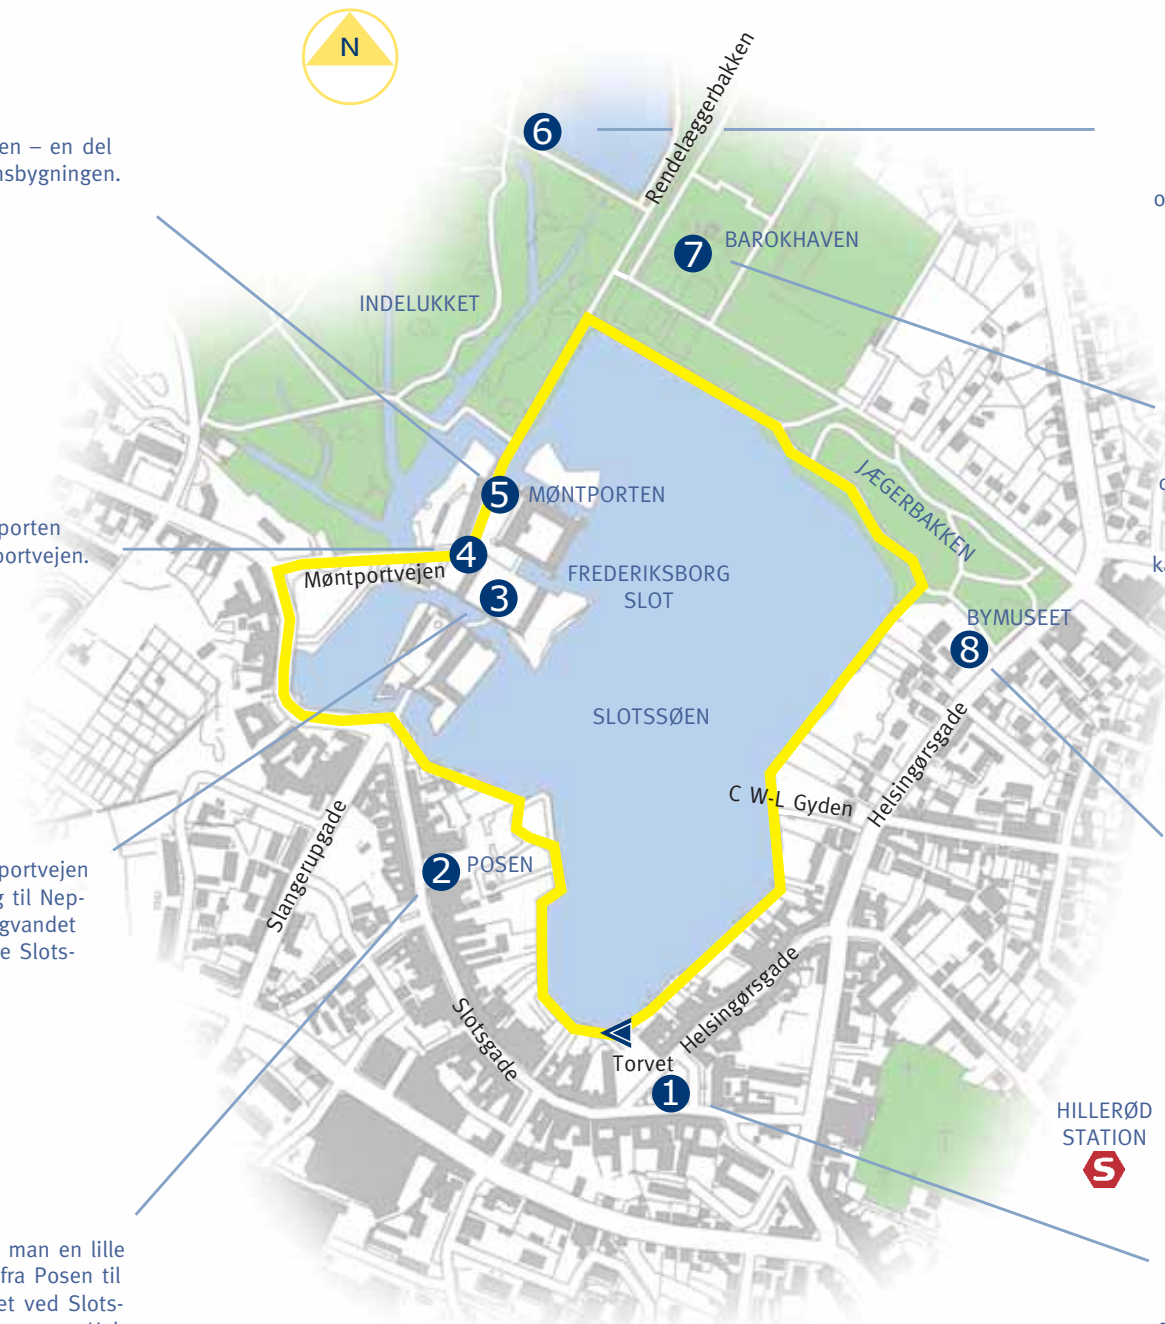 N
en – en del
nsbygningen.
6
Rendelæggerbakken
o
7
BAROKHAVEN
INDELUKKET
5
MØNTPORTEN
JÆGERBAKKEN
porten
portvejen.
4
Møntportvejen
3
FREDERIKSBORG
SLOT
k
BYMUSEET
8
SLOTSSØEN
Helsingørsgade
C W-L Gyden
Slangerupgade
2
POSEN
portvejen
g til Nep-
gvandet
e Slots-
Slotsgade
Helsingørsgade
Torvet
1
HILLERØD
STATION
S
man en lille
fra Posen til
et ved Slots-